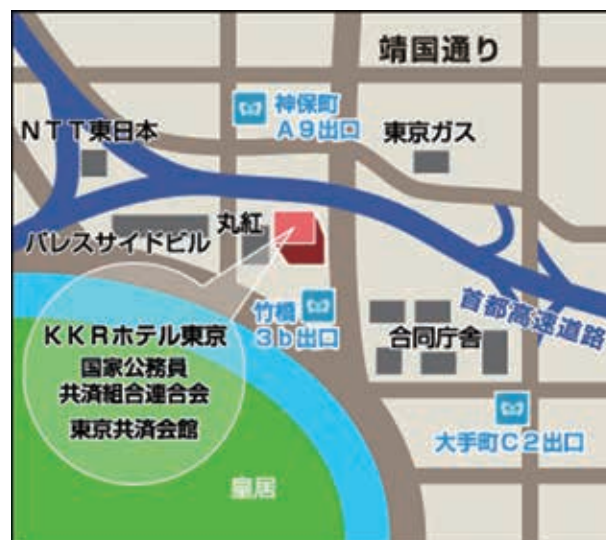 靖国通り
神保町
A9出口
NTT東日本
東京ガス
丸紅
パレスサイドビル
竹橋
3b出口
首都高速道路
KKRホテル東京
国家公務員
共済組合連合会
東京共済会館
合同庁舎
大手町C2出口
皇居